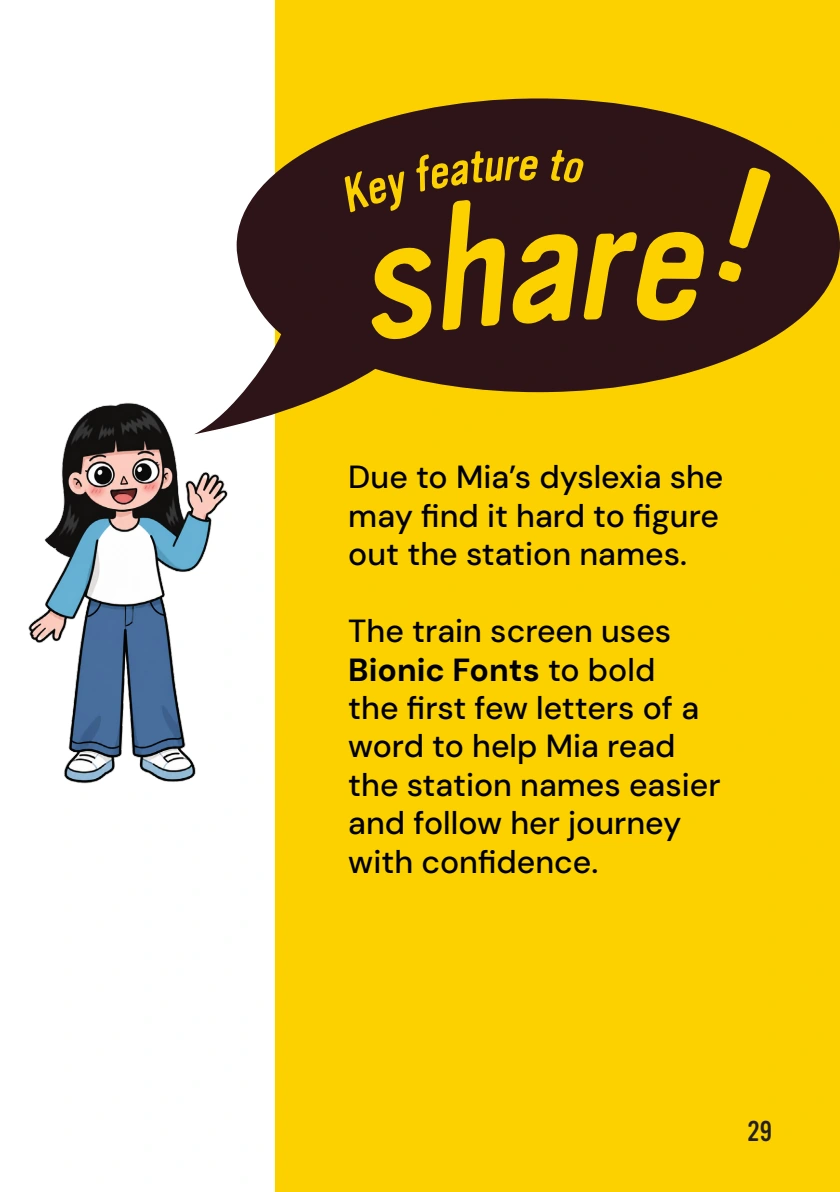 Key feature to
share!
Due to Mia’s dyslexia she
may find it hard to figure
out the station names.
The train screen uses
Bionic Fonts to bold
the first few letters of a
word to help Mia read
the station names easier
and follow her journey
with confidence.
29